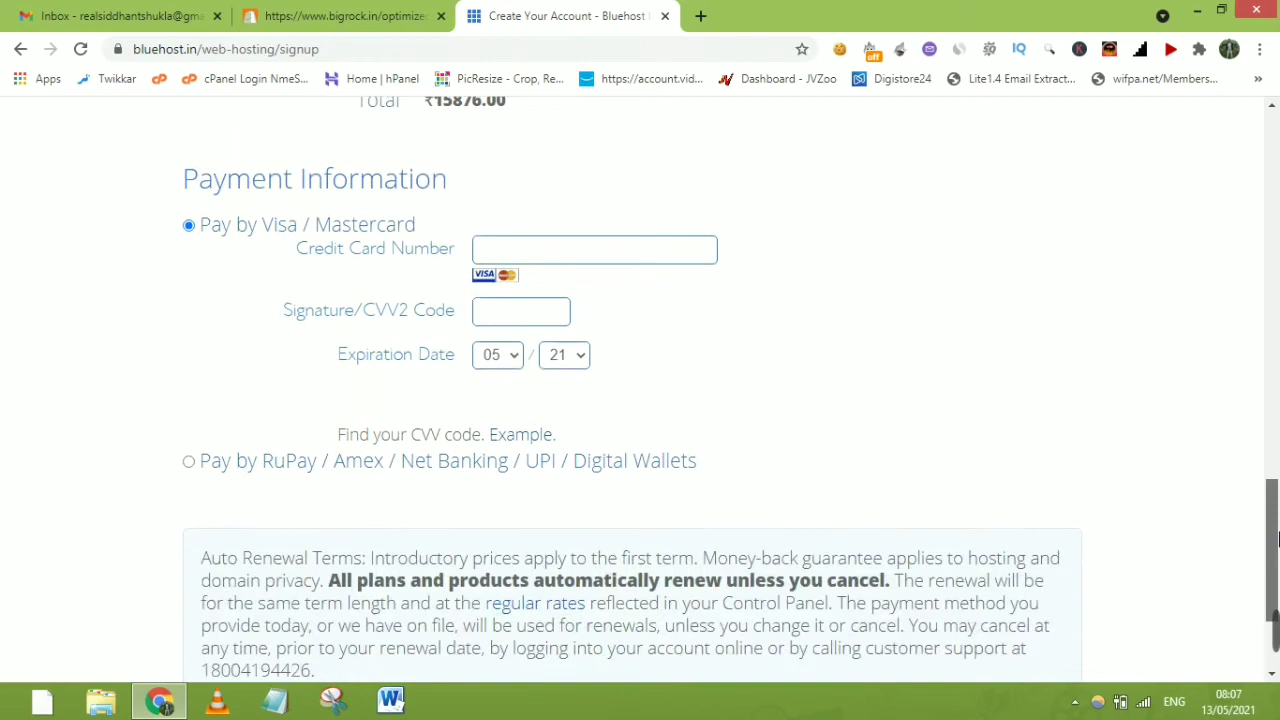 Inbox - realsiddhantshukla@gma
https://www.bigrock.in/optimized
Create Your Account - Bluehost
bluehost.in/web-hosting/signup
off
IQ
K
Apps
Twikkar
cPanel Login NmeS...
Home | hPanel
PicResize - Crop, Re...
https://account.vid...
Dashboard - JVZoo
Digistore24
Lite1.4 Email Extract...
wifpa.net/Members...
»
Total ₹15876.00
Payment Information
Pay by Visa / Mastercard
Credit Card Number
VISA
Signature/CVV2 Code
Expiration Date 05 / 21
Find your CVV code. Example.
Pay by RuPay / Amex / Net Banking / UPI / Digital Wallets
Auto Renewal Terms: Introductory prices apply to the first term. Money-back guarantee applies to hosting and
domain privacy. All plans and products automatically renew unless you cancel. The renewal will be
for the same term length and at the regular rates reflected in your Control Panel. The payment method you
provide today, or we have on file, will be used for renewals, unless you change it or cancel. You may cancel at
any time, prior to your renewal date, by logging into your account online or by calling customer support at
18004194426.
W
ENG
08:07
13/05/2021